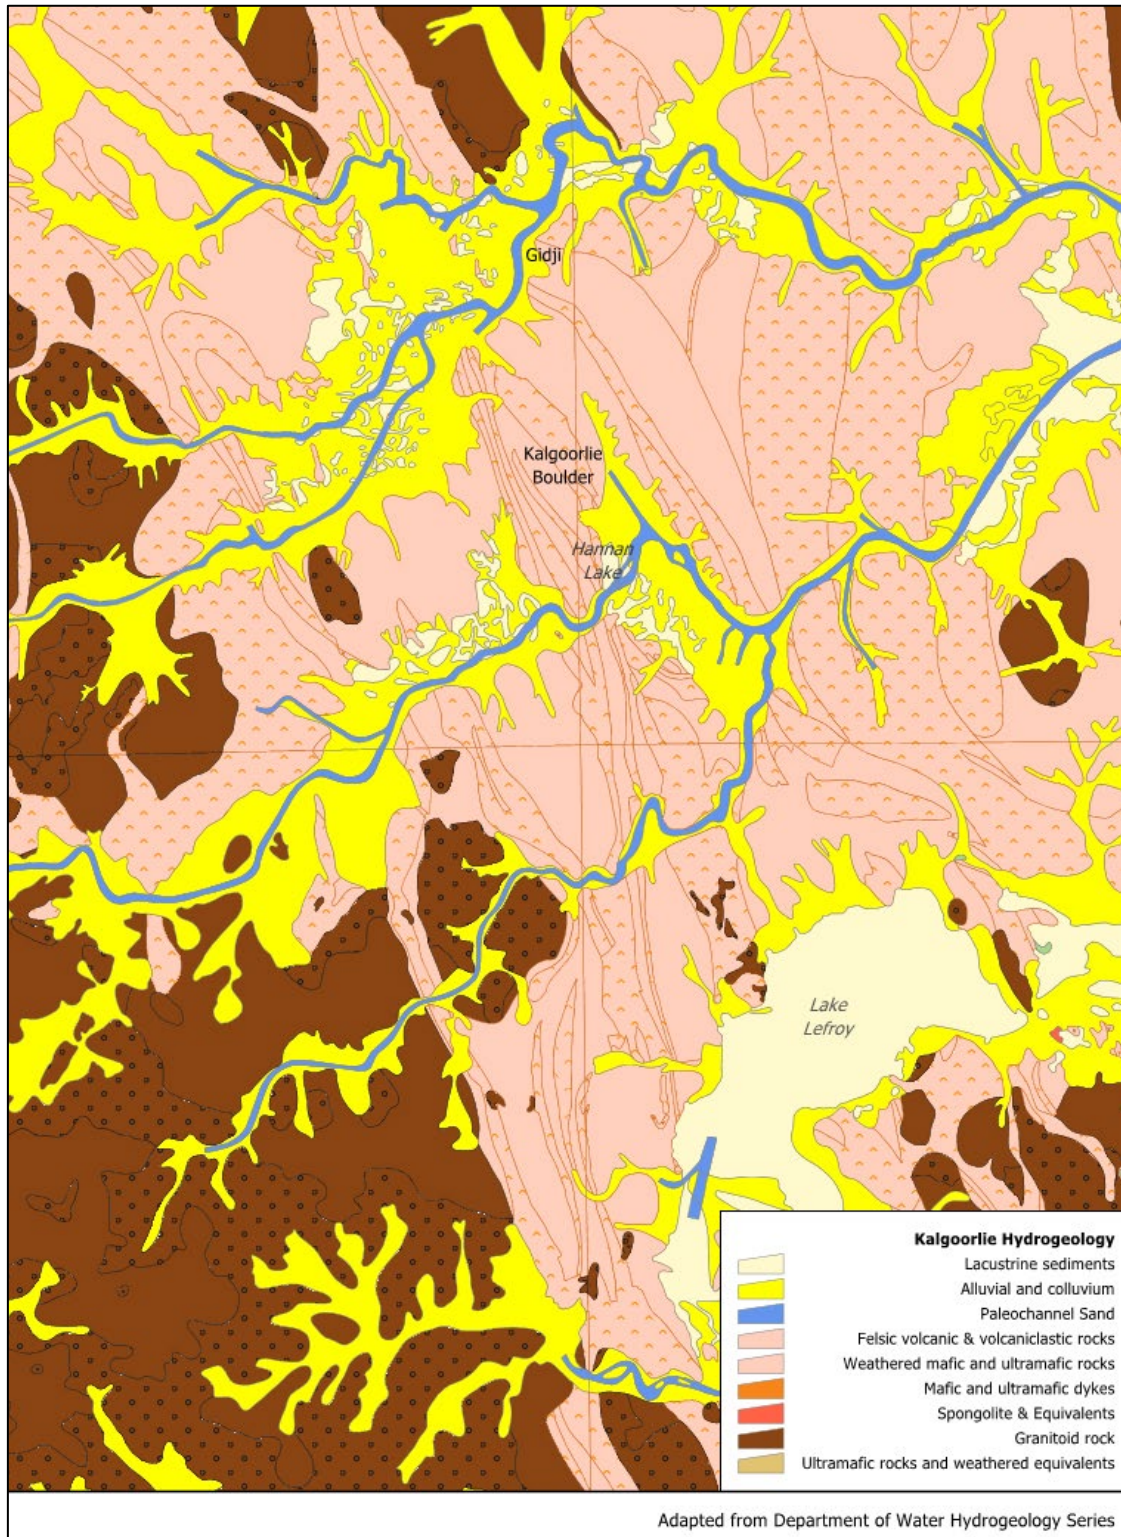 Gidji
Kalgoorlie
Boulder
Hannan
Lake
Lake
Lefroy
Kalgoorlie Hydrogeology
Lacustrine sediments
Alluvial and colluvium
Paleochannel Sand
Felsic volcanic & volcaniclastic rocks
Weathered mafic and ultramafic rocks
Mafic and ultramafic dykes
Spongolite & Equivalents
Granitoid rock
Ultramafic rocks and weathered equivalents
Adapted from Department of Water Hydrogeology Series